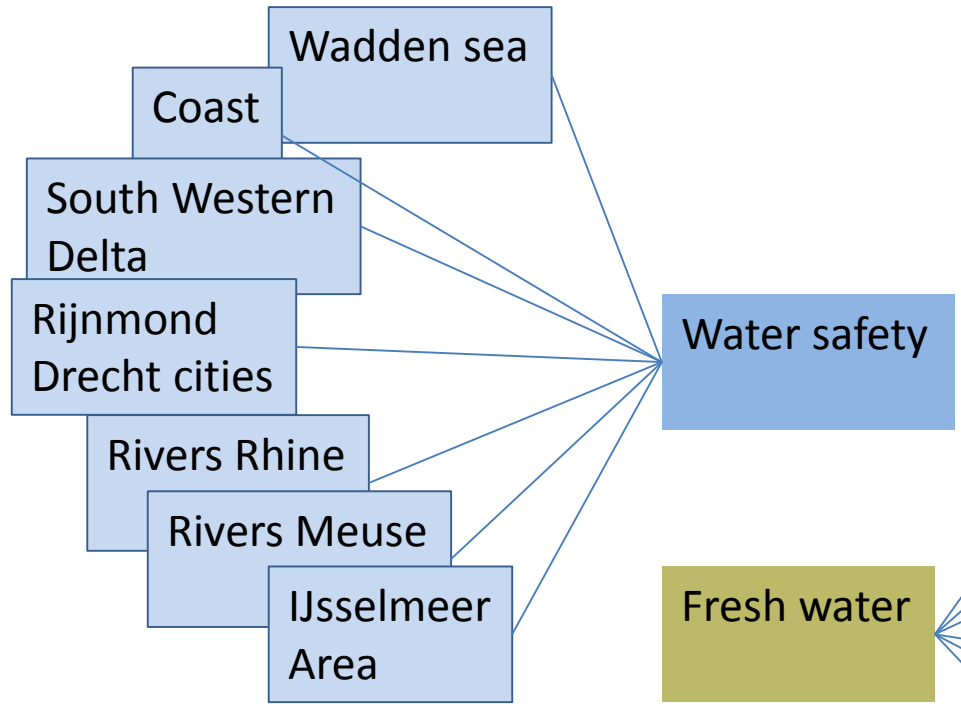 Wadden sea
Coast
South Western
Delta
Rijnmond
Drecht cities
Rivers Rhine
Rivers Meuse
IJsselmeer
Area
Water safety
Fresh water